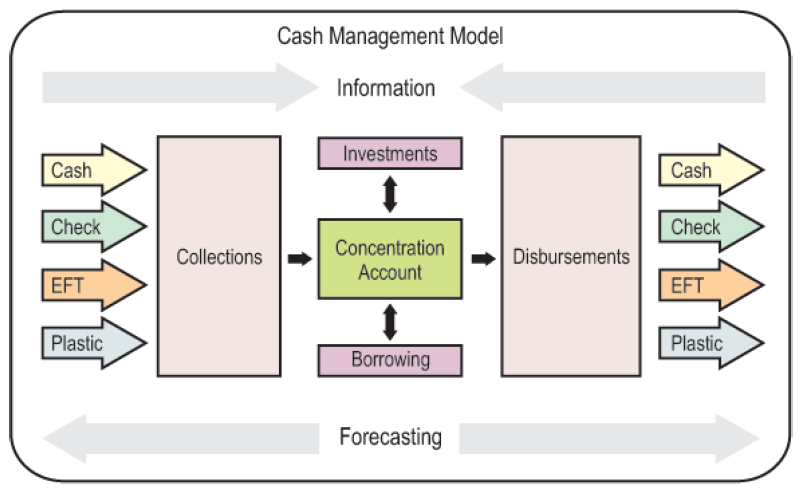 Cash Management Model
Information
Cash
Check
EFT
Plastic
Collections
Investments
Concentration
Account
Borrowing
Disbursements
Cash
Check
EFT
Plastic
Forecasting